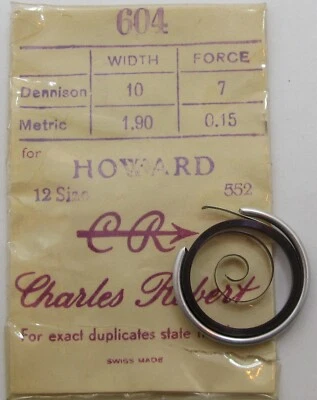 604
WIDTH FORCE
Dennison 10 7
Metric 1.90 0.15
for HOWARD
12 Size 552
CR
Charles Robert
For exact duplicates state
SWISS MADE